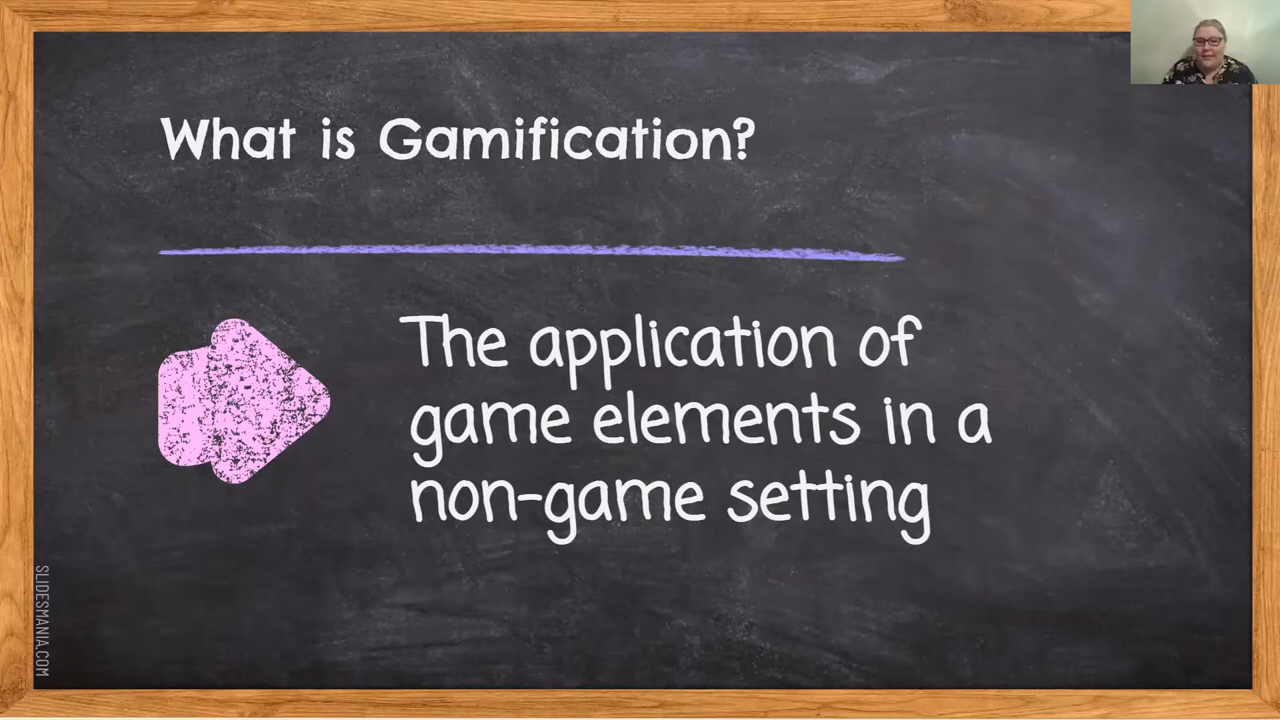 What is Gamification?
The application of
game elements in a
non-game setting
SLIDESMANIA.COM